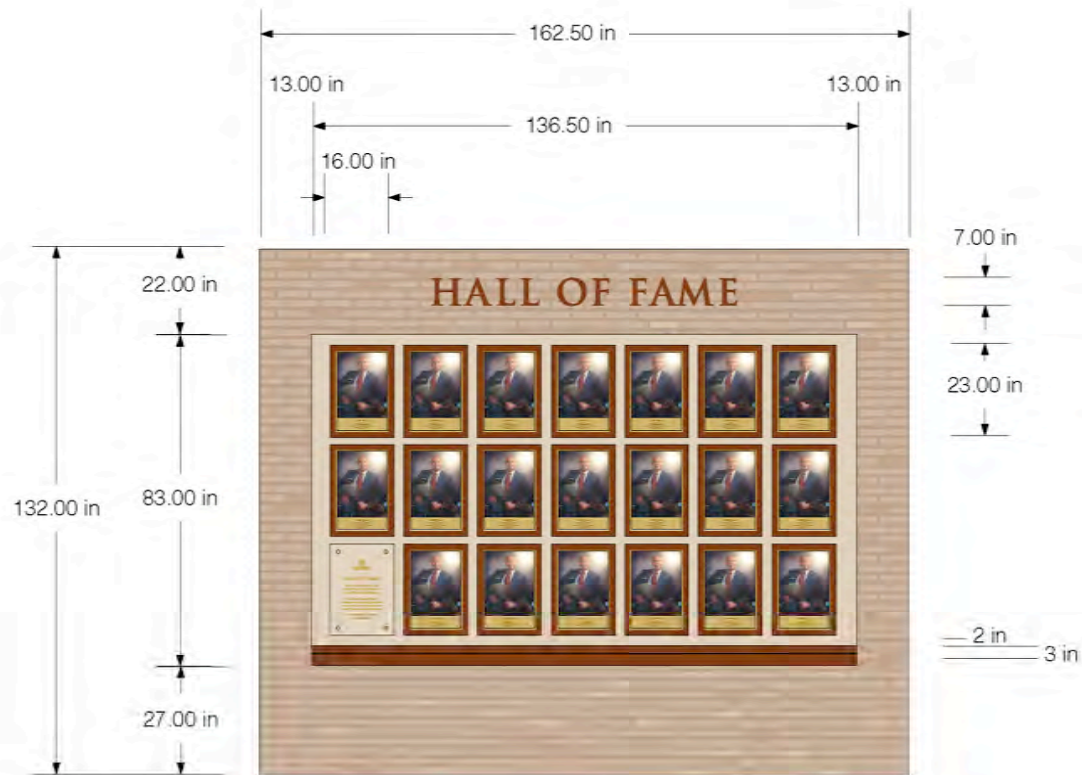 162.50 in
13.00 in
13.00 in
136.50 in
16.00 in
7.00 in
22.00 in
HALL OF FAME
23.00 in
132.00 in
83.00 in
2 in
3 in
27.00 in